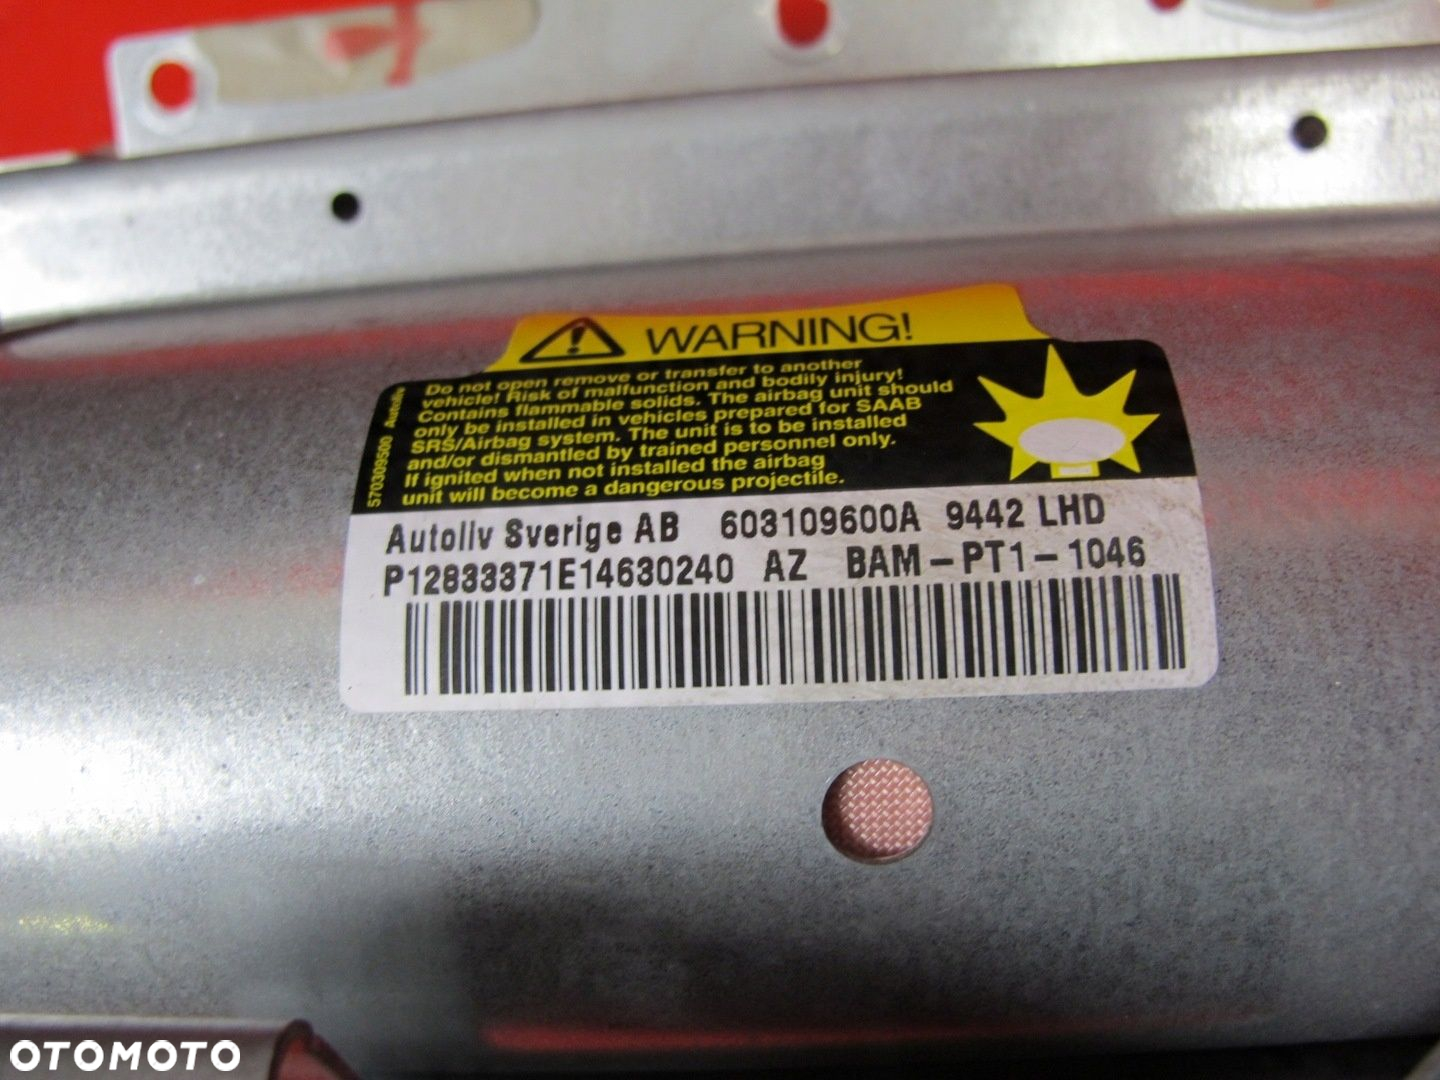 WARNING!
Do not open remove or transfer to another
vehicle! Risk of malfunction and bodily injury!
Contains flammable solids. The airbag unit should
only be installed in vehicles prepared for SAAB
SRS/Airbag system. The unit is to be installed
and/or dismantled by trained personnel only.
If ignited when not installed the airbag
unit will become a dangerous projectile.
570309500 Autoliv
Autoliv Sverige AB 603109600A 9442 LHD
P12833371E14630240 AZ BAM-PT1-1046
OTOMOTO